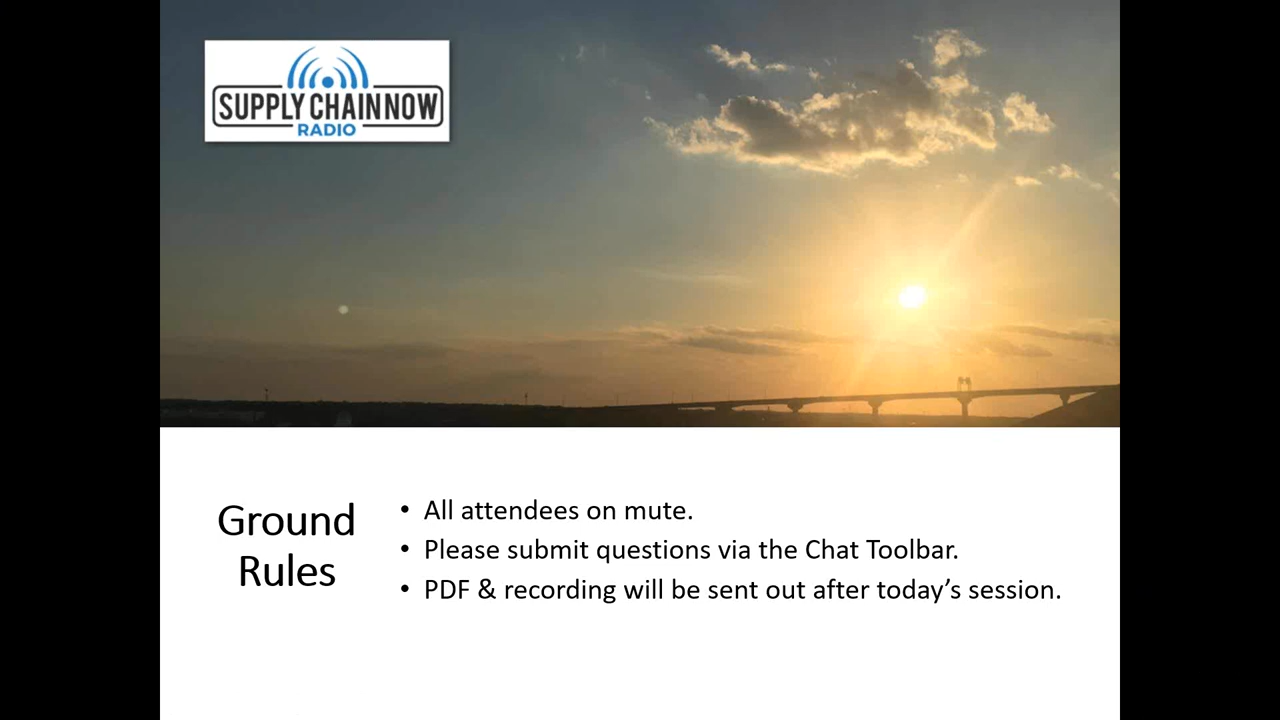 SUPPLY CHAIN NOW
RADIO
Ground
Rules
• All attendees on mute.
• Please submit questions via the Chat Toolbar.
• PDF & recording will be sent out after today’s session.